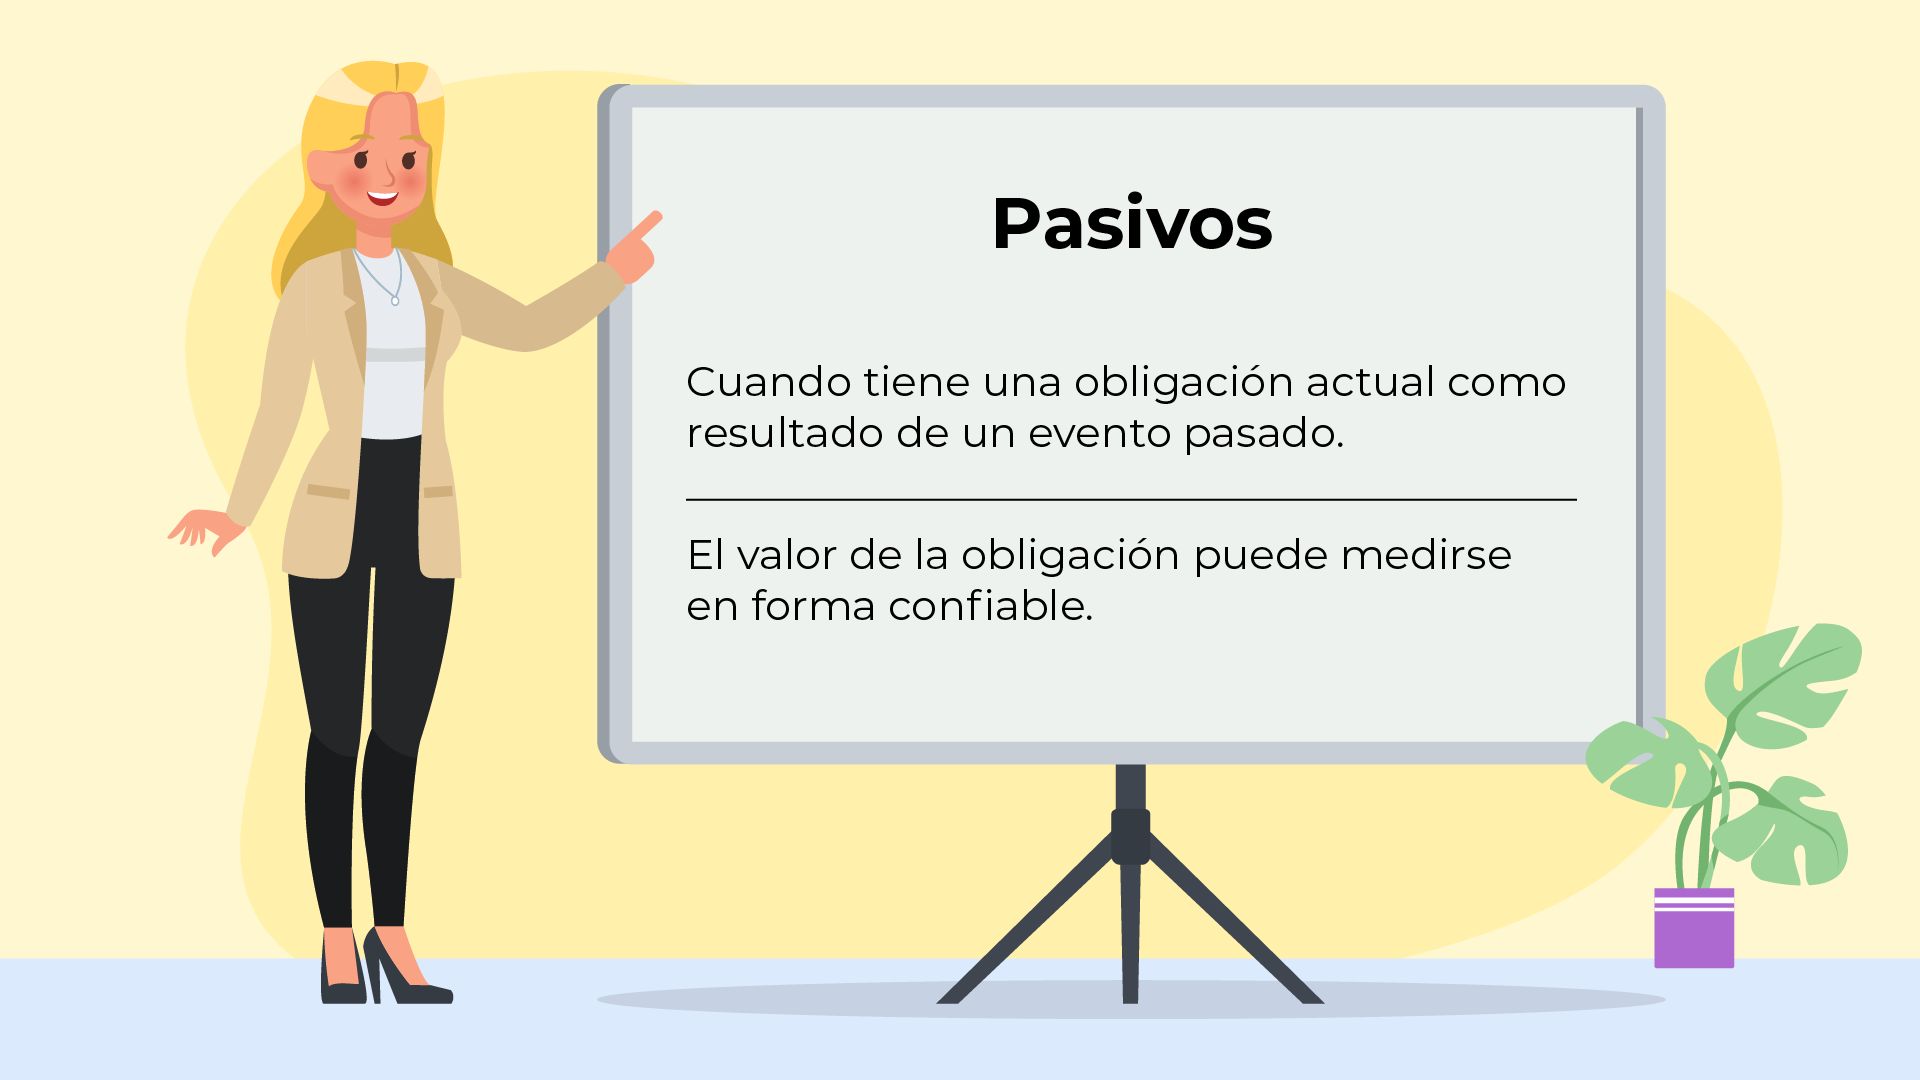 Pasivos
Cuando tiene una obligación actual como
resultado de un evento pasado.
El valor de la obligación puede medirse
en forma confiable.